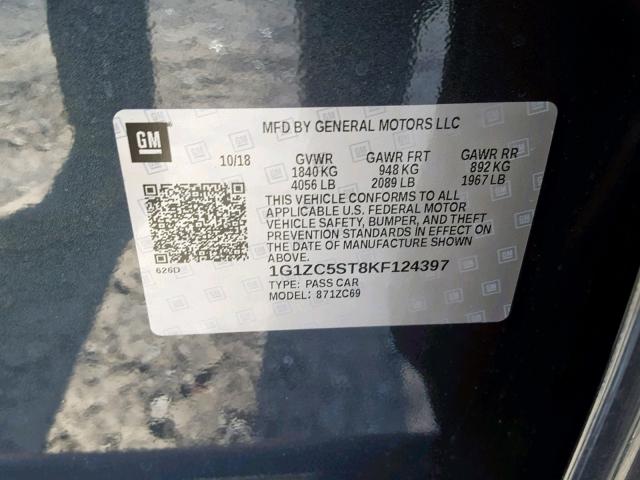 GM
MFD BY GENERAL MOTORS LLC
10/18 GVWR GAWR FRT GAWR RR
1840 KG 948 KG 892 KG
4056 LB 2089 LB 1967 LB
THIS VEHICLE CONFORMS TO ALL
APPLICABLE U.S. FEDERAL MOTOR
VEHICLE SAFETY, BUMPER, AND THEFT
PREVENTION STANDARDS IN EFFECT ON
THE DATE OF MANUFACTURE SHOWN
ABOVE.
626D
1G1ZC5ST8KF124397
TYPE: PASS CAR
MODEL: 871ZC69